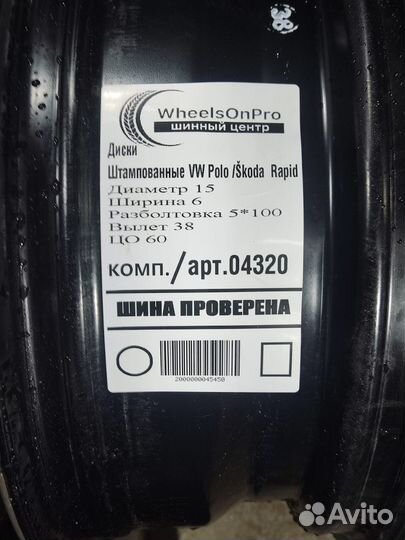 38
WheelsOnPro
ШИННЫЙ ЦЕНТР
Диски
Штампованные VW Polo /Škoda Rapid
Диаметр 15
Ширина 6
Разболтовка 5*100
Вылет 38
ЦО 60
комп./арт.04320
ШИНА ПРОВЕРЕНА
2000000045450
Avito